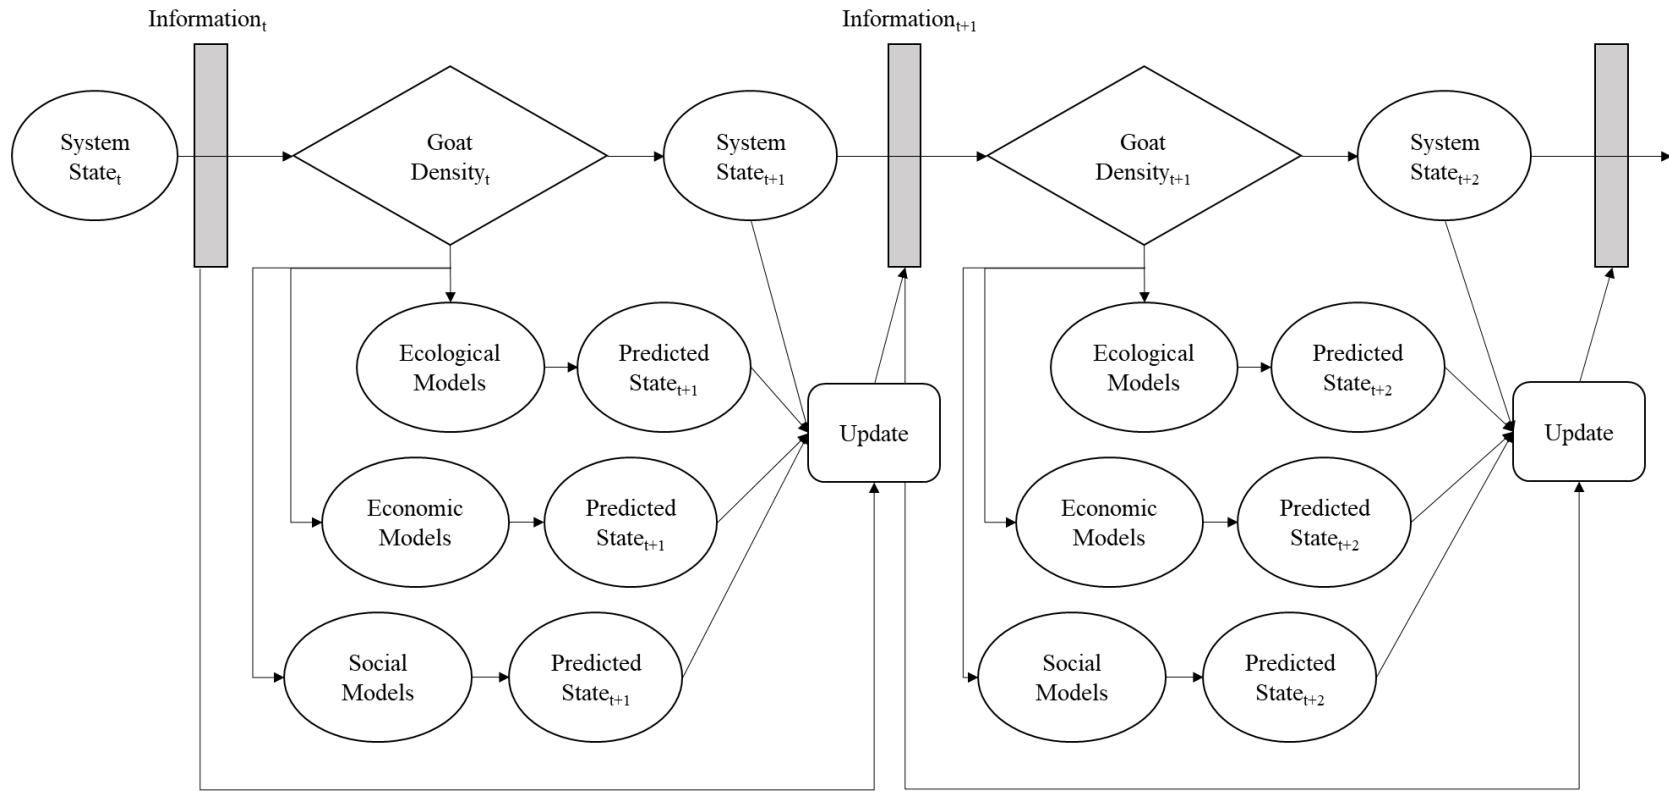 Information_t
Information_t+1
System
State_t
Goat
Density_t
System
State_t+1
Goat
Density_t+1
System
State_t+2
Ecological
Models
Predicted
State_t+1
Update
Ecological
Models
Predicted
State_t+2
Update
Economic
Models
Predicted
State_t+1
Economic
Models
Predicted
State_t+2
Social
Models
Predicted
State_t+1
Social
Models
Predicted
State_t+2